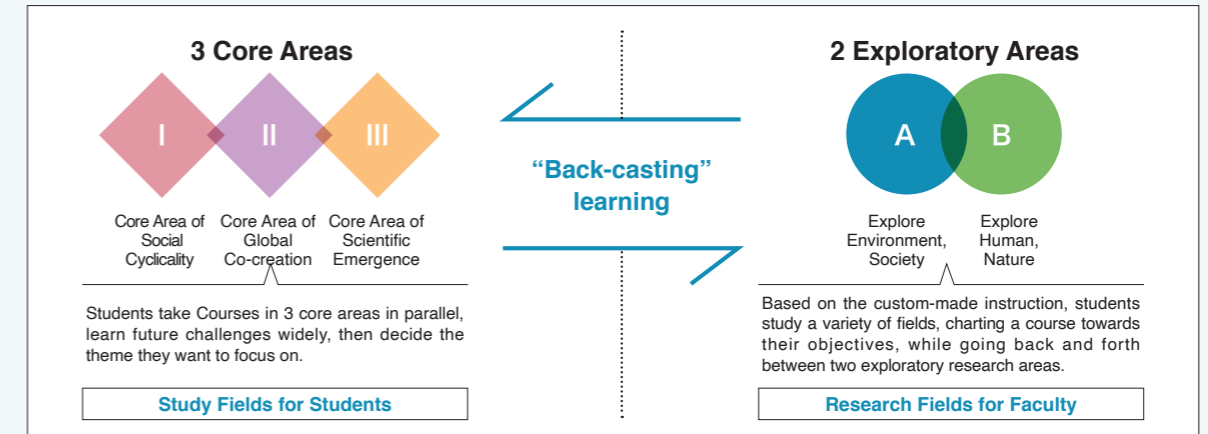 3 Core Areas
I
II
III
Core Area of
Social
Cyclicality
Core Area of
Global
Co-creation
Core Area of
Scientific
Emergence
Students take Courses in 3 core areas in parallel,
learn future challenges widely, then decide the
theme they want to focus on.
Study Fields for Students
“Back-casting”
learning
2 Exploratory Areas
A
B
Explore
Environment,
Society
Explore
Human,
Nature
Based on the custom-made instruction, students
study a variety of fields, charting a course towards
their objectives, while going back and forth
between two exploratory research areas.
Research Fields for Faculty